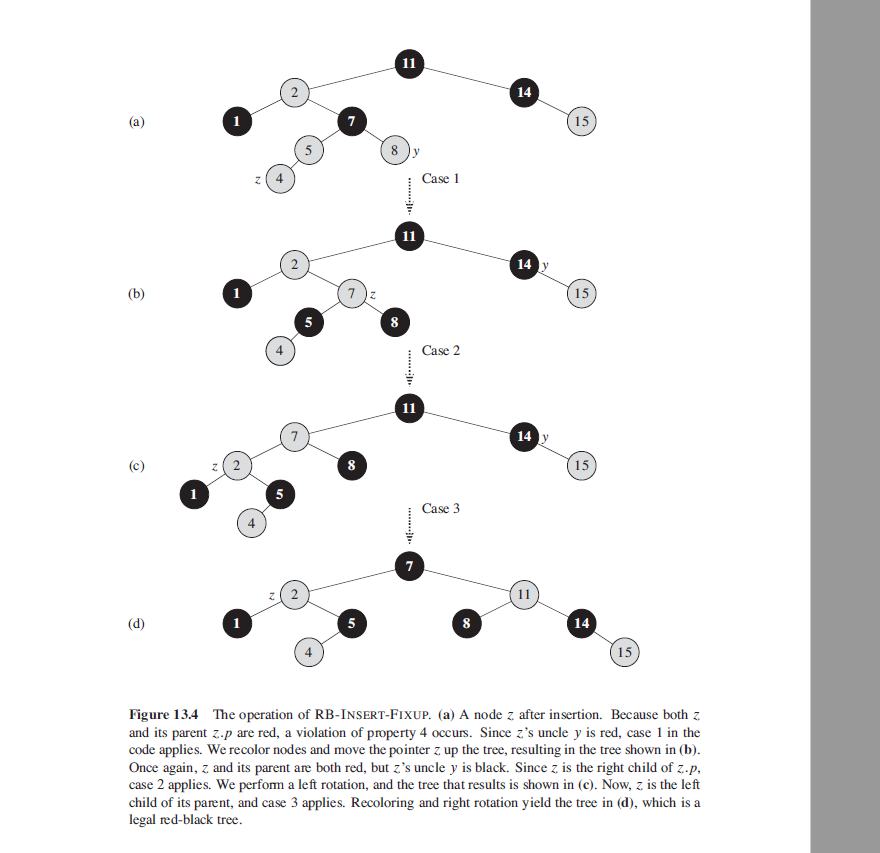 11
2
14
(a)
1
7
15
5
8 y
z 4
Case 1
11
2
14 y
(b)
1
7 z
15
5
8
4
Case 2
11
7
14 y
(c)
z 2
8
15
1
5
4
Case 3
7
z 2
11
(d)
1
5
8
14
4
15
Figure 13.4 The operation of RB-INSERT-FIXUP. (a) A node z after insertion. Because both z
and its parent z.p are red, a violation of property 4 occurs. Since z’s uncle y is red, case 1 in the
code applies. We recolor nodes and move the pointer z up the tree, resulting in the tree shown in (b).
Once again, z and its parent are both red, but z’s uncle y is black. Since z is the right child of z.p,
case 2 applies. We perform a left rotation, and the tree that results is shown in (c). Now, z is the left
child of its parent, and case 3 applies. Recoloring and right rotation yield the tree in (d), which is a
legal red-black tree.